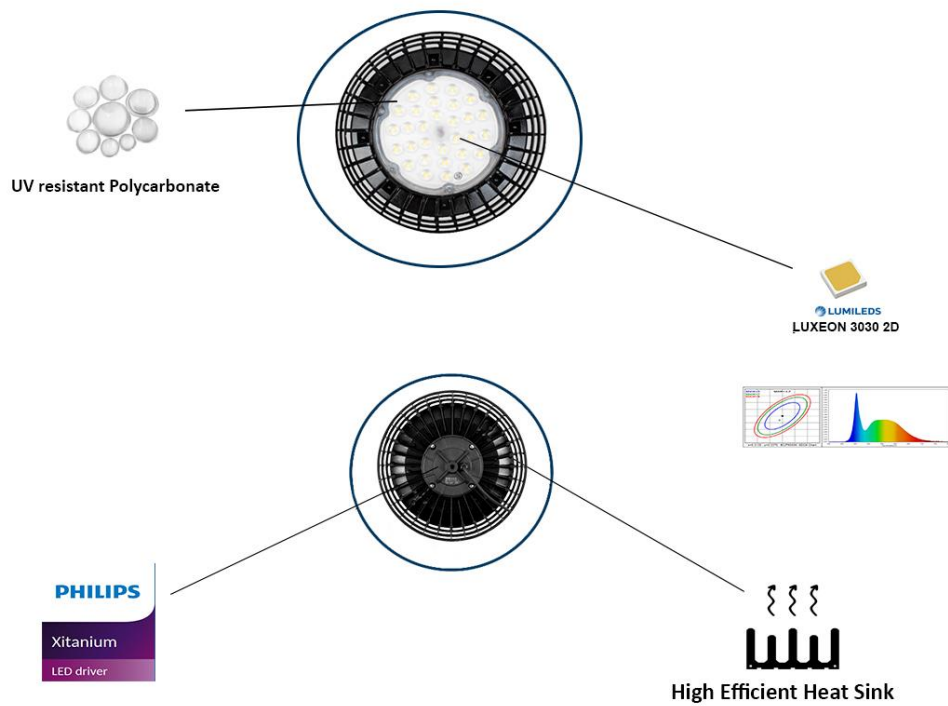 UV resistant Polycarbonate
LUMILEDS
LUXEON 3030 2D
PHILIPS
Xitanium
LED driver
High Efficient Heat Sink